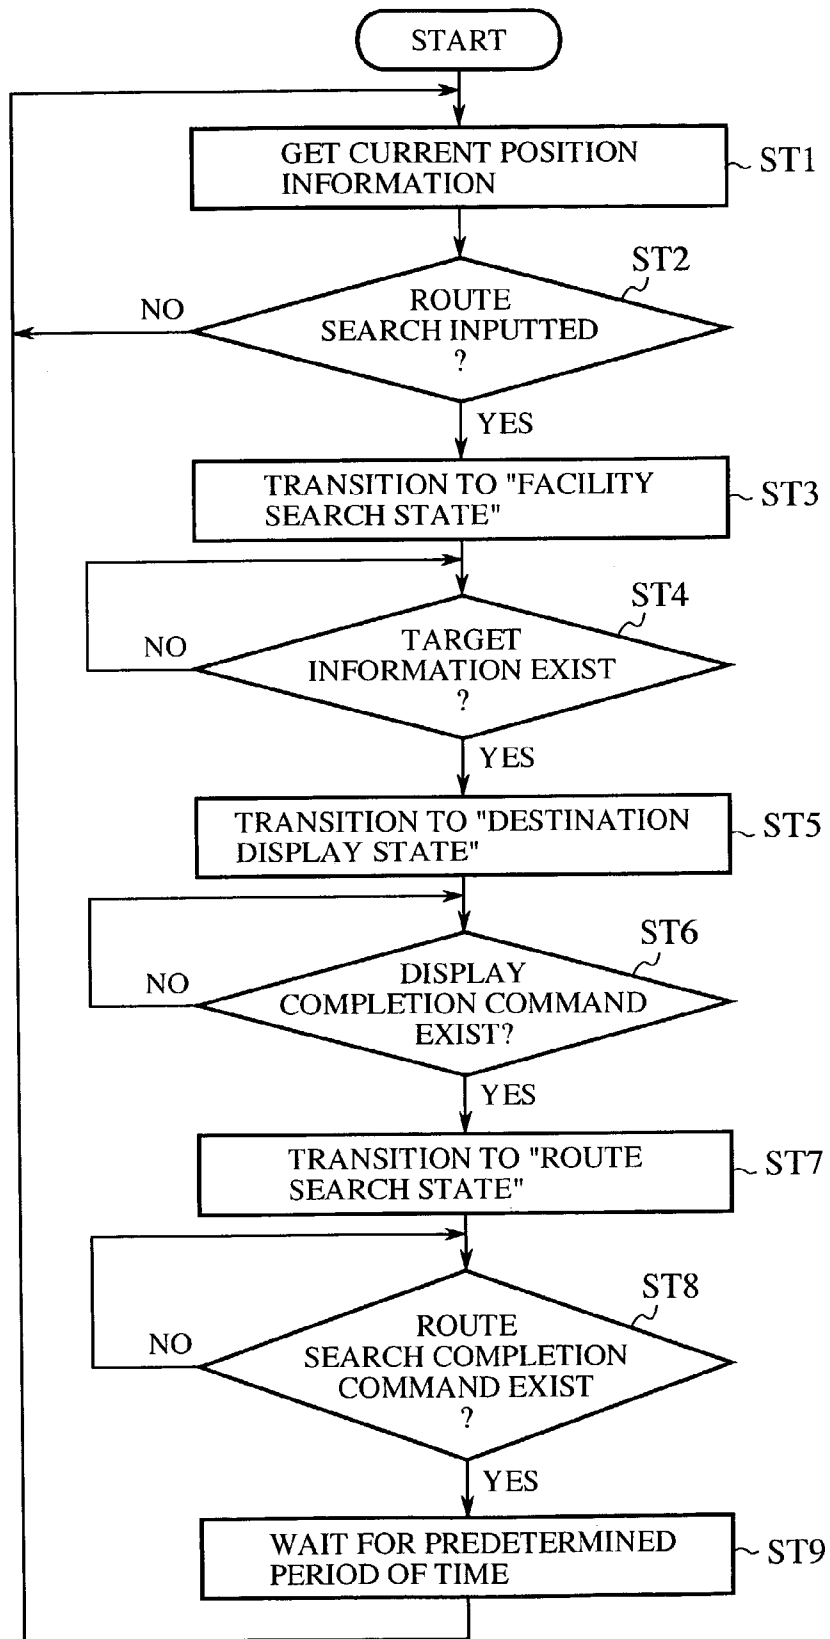 START
GET CURRENT POSITION
INFORMATION
ST1
ST2
ROUTE
SEARCH INPUTTED
?
NO
YES
TRANSITION TO "FACILITY
SEARCH STATE"
ST3
ST4
TARGET
INFORMATION EXIST
?
NO
YES
TRANSITION TO "DESTINATION
DISPLAY STATE"
ST5
ST6
DISPLAY
COMPLETION COMMAND
EXIST?
NO
YES
TRANSITION TO "ROUTE
SEARCH STATE"
ST7
ST8
ROUTE
SEARCH COMPLETION
COMMAND EXIST
?
NO
YES
WAIT FOR PREDETERMINED
PERIOD OF TIME
ST9